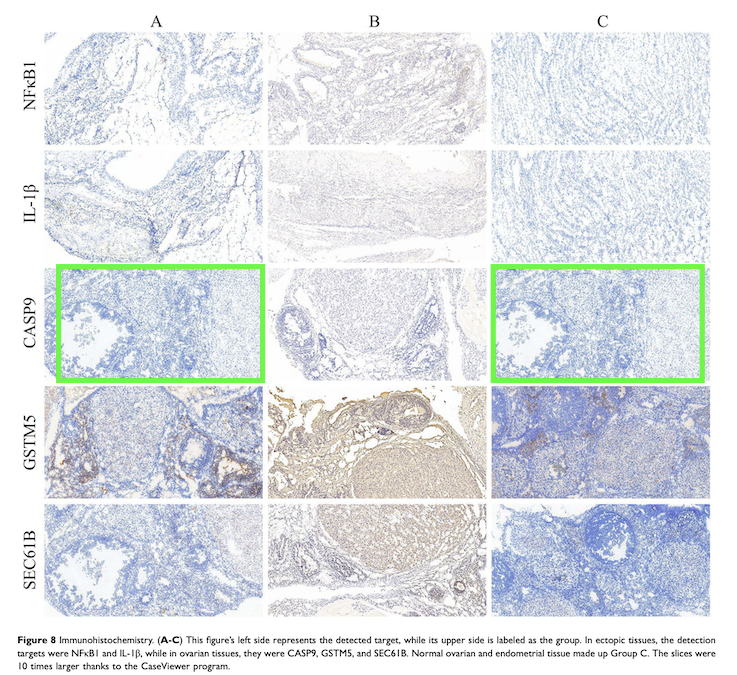 A B C
NFκB1
IL-1β
CASP9
GSTM5
SEC61B
Figure 8 Immunohistochemistry. (A-C) This figure's left side represents the detected target, while its upper side is labeled as the group. In ectopic tissues, the detection
targets were NFκB1 and IL-1β, while in ovarian tissues, they were CASP9, GSTM5, and SEC61B. Normal ovarian and endometrial tissue made up Group C. The slices were
10 times larger thanks to the CaseViewer program.